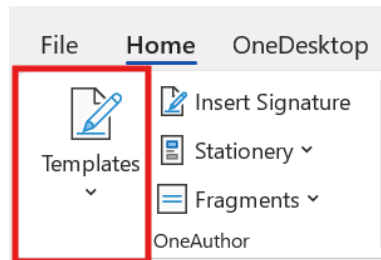 File Home OneDesktop
Templates
Insert Signature
Stationery
Fragments
OneAuthor